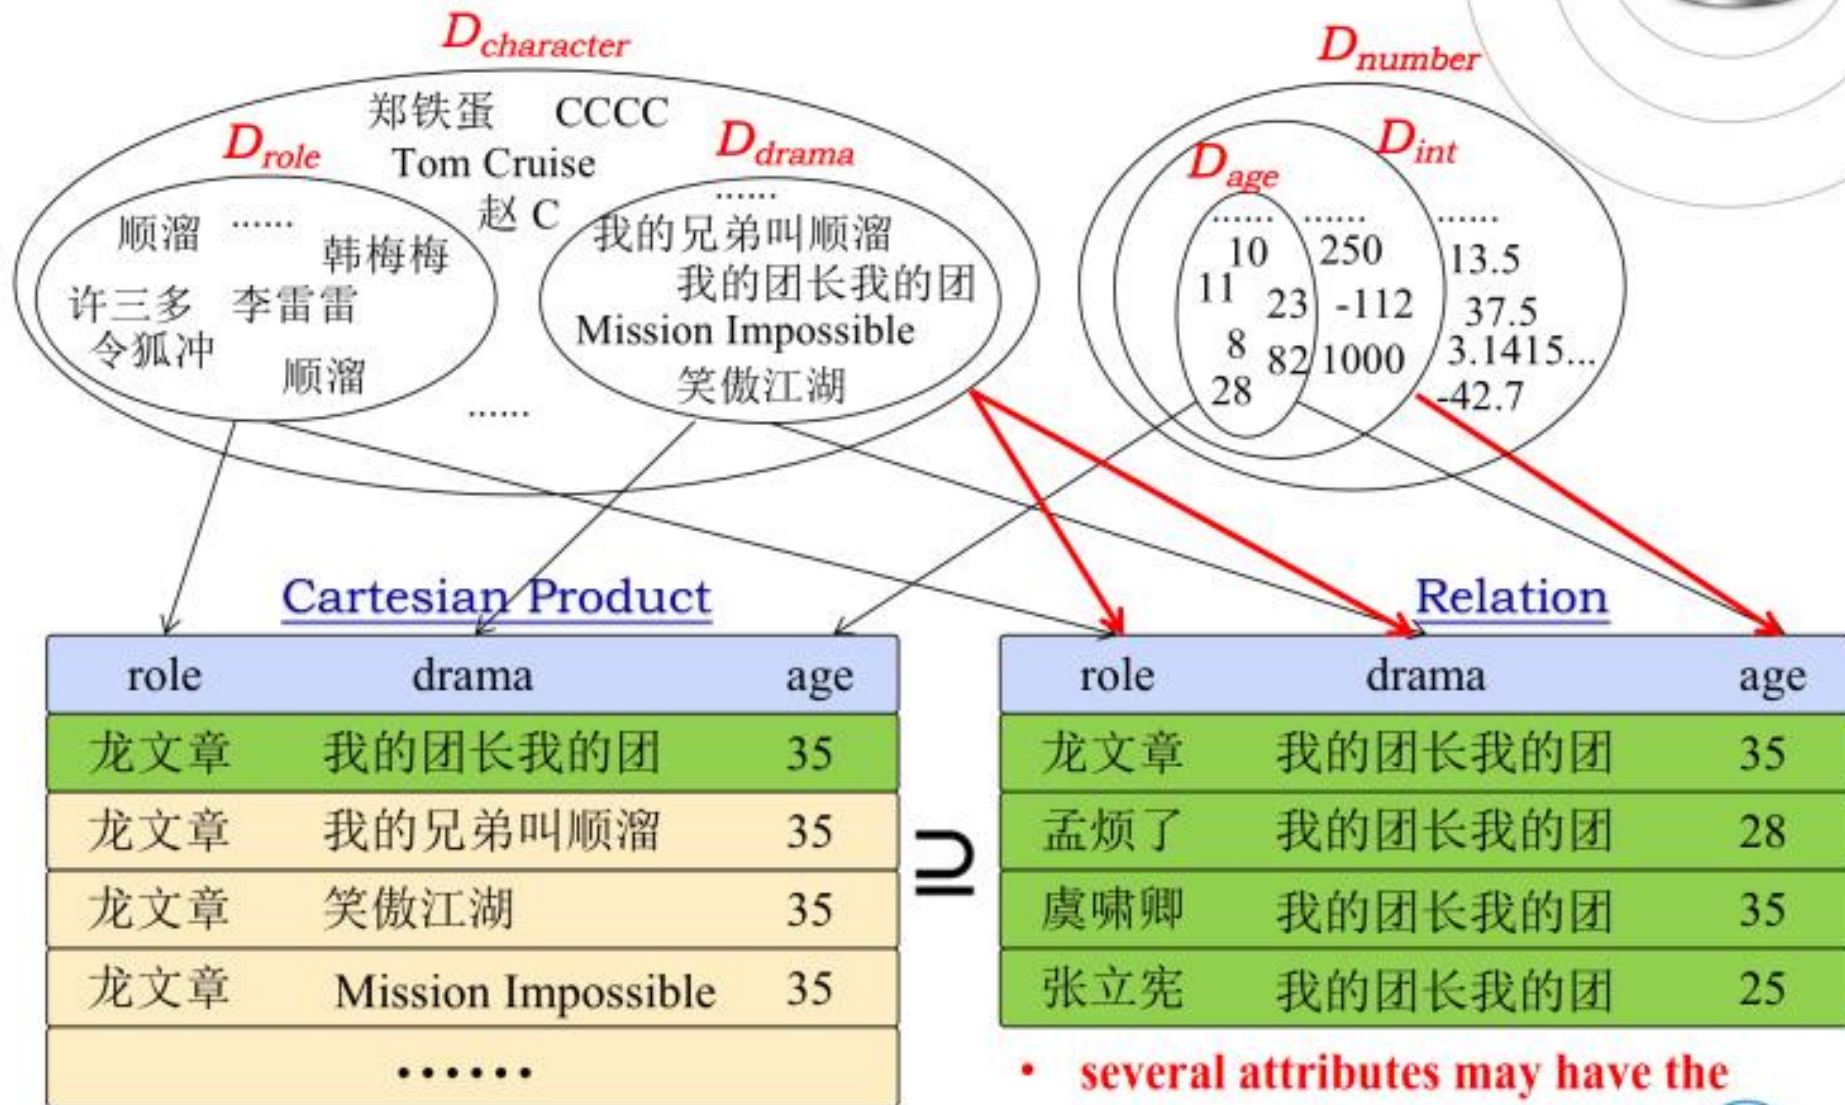 D_character
D_number
郑铁蛋 CCCC
D_role
D_drama
D_int
Tom Cruise
D_age
赵 C
顺溜 ......
韩梅梅
许三多 李雷雷
令狐冲
顺溜
......
......
我的兄弟叫顺溜
我的团长我的团
Mission Impossible
笑傲江湖
...... ...... ......
10 250 13.5
11 23 -112 37.5
8 82 1000 3.1415...
28 -42.7
Cartesian Product
role drama age
龙文章 我的团长我的团 35
龙文章 我的兄弟叫顺溜 35
龙文章 笑傲江湖 35
龙文章 Mission Impossible 35
......
⊇
Relation
role drama age
龙文章 我的团长我的团 35
孟烦了 我的团长我的团 28
虞啸卿 我的团长我的团 35
张立宪 我的团长我的团 25
• several attributes may have the